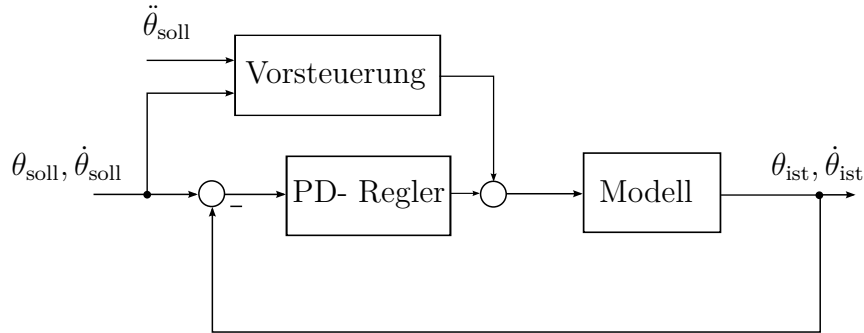 θ̈soll
Vorsteuerung
θsoll, θ̇soll
PD- Regler
Modell
θist, θ̇ist
−